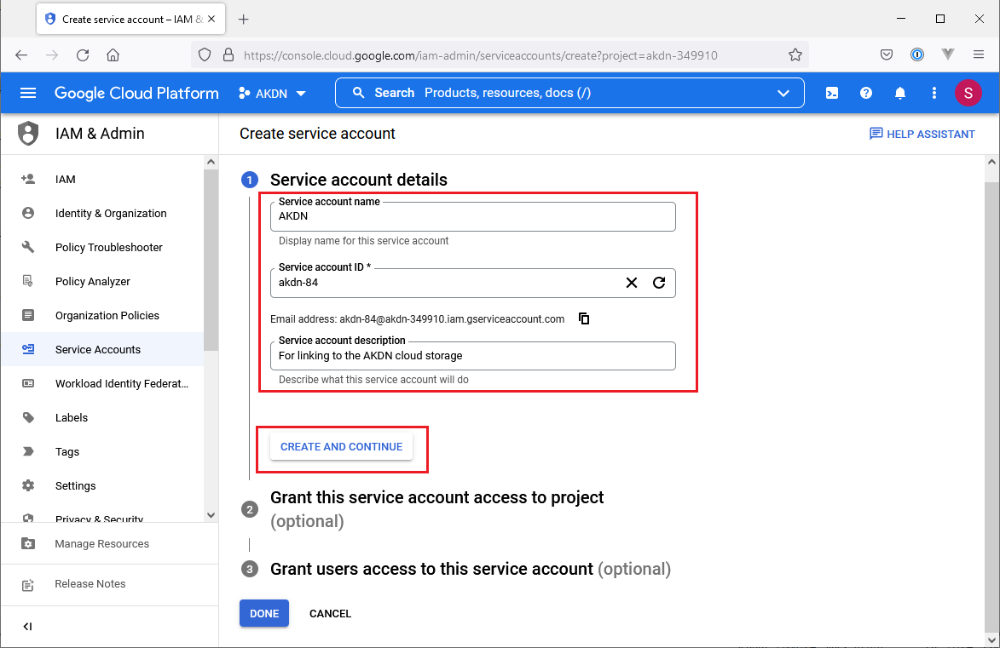 Create service account – IAM &
https://console.cloud.google.com/iam-admin/serviceaccounts/create?project=akdn-349910
Google Cloud Platform
AKDN
Search Products, resources, docs (/)
S
IAM & Admin
Create service account
HELP ASSISTANT
IAM
Identity & Organization
Policy Troubleshooter
Policy Analyzer
Organization Policies
Service Accounts
Workload Identity Federat...
Labels
Tags
Settings
Privacy & Security
Manage Resources
Release Notes
1 Service account details
Service account name
AKDN
Display name for this service account
Service account ID *
akdn-84
Email address: akdn-84@akdn-349910.iam.gserviceaccount.com
Service account description
For linking to the AKDN cloud storage
Describe what this service account will do
CREATE AND CONTINUE
2 Grant this service account access to project
(optional)
3 Grant users access to this service account (optional)
DONE CANCEL